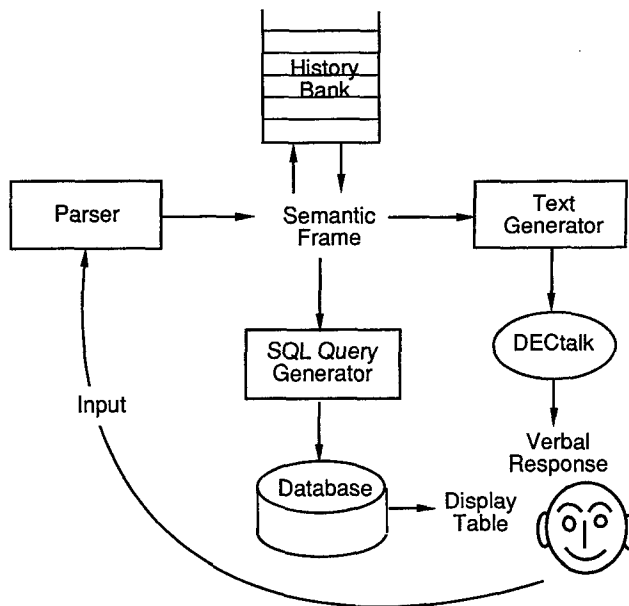 History
Bank
Parser
Semantic
Frame
Text
Generator
SQL Query
Generator
DECtalk
Input
Verbal
Response
Database
Display
Table